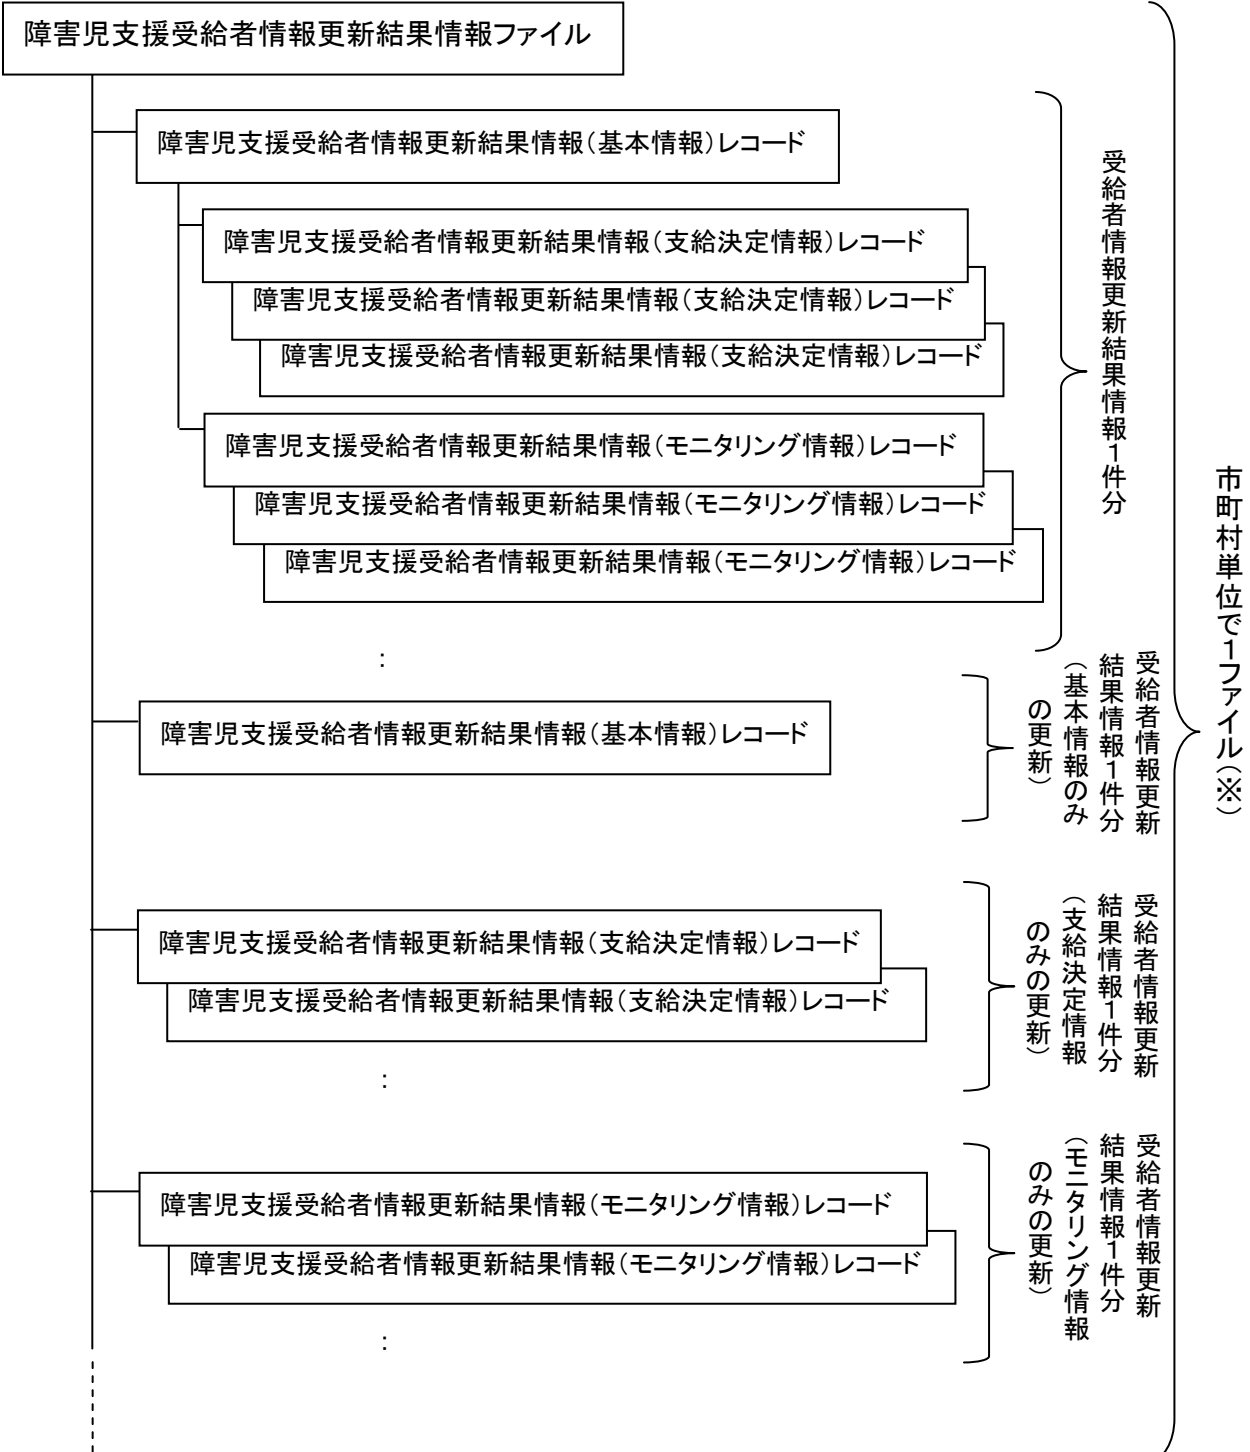 障害児支援受給者情報更新結果情報ファイル
障害児支援受給者情報更新結果情報(基本情報)レコード
障害児支援受給者情報更新結果情報(支給決定情報)レコード
障害児支援受給者情報更新結果情報(支給決定情報)レコード
障害児支援受給者情報更新結果情報(支給決定情報)レコード
障害児支援受給者情報更新結果情報(モニタリング情報)レコード
障害児支援受給者情報更新結果情報(モニタリング情報)レコード
障害児支援受給者情報更新結果情報(モニタリング情報)レコード
:
受給者情報更新結果情報1件分
障害児支援受給者情報更新結果情報(基本情報)レコード
受給者情報更新
結果情報1件分
(基本情報のみ
の更新)
障害児支援受給者情報更新結果情報(支給決定情報)レコード
障害児支援受給者情報更新結果情報(支給決定情報)レコード
:
受給者情報更新
結果情報1件分
(支給決定情報
のみの更新)
障害児支援受給者情報更新結果情報(モニタリング情報)レコード
障害児支援受給者情報更新結果情報(モニタリング情報)レコード
:
受給者情報更新
結果情報1件分
(モニタリング情報
のみの更新)
市町村単位で1ファイル(※)